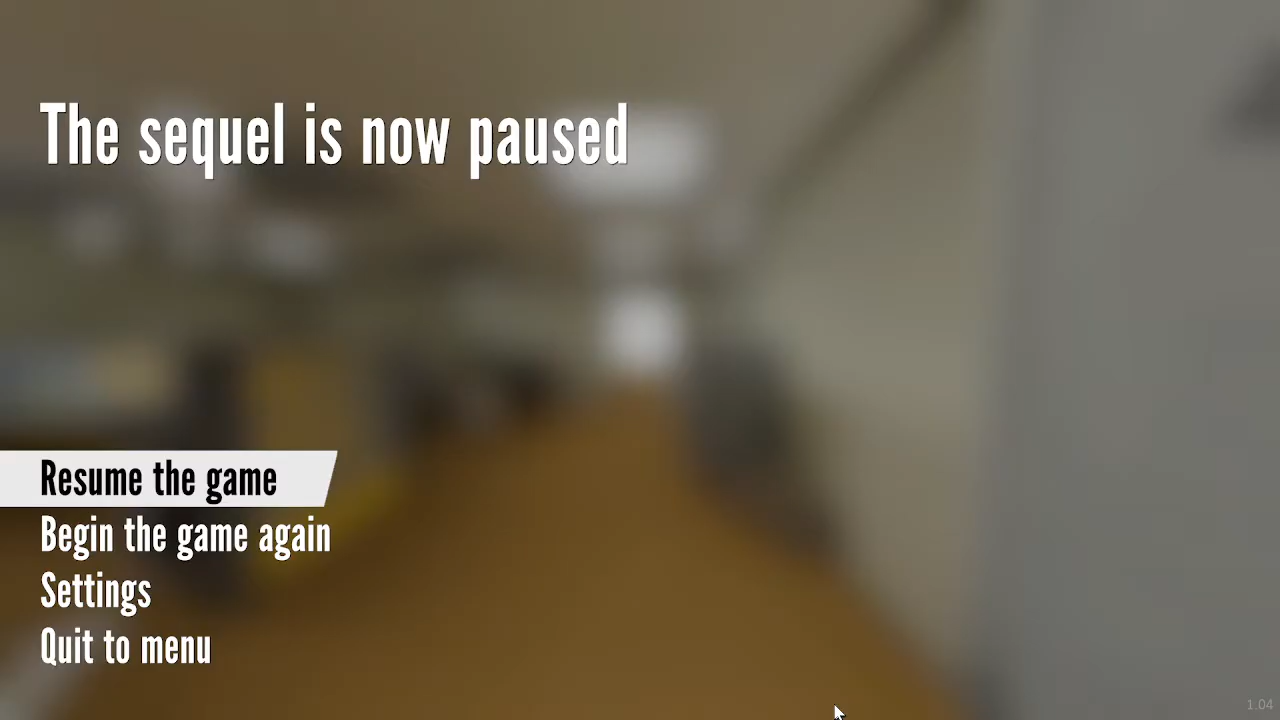 The sequel is now paused
Resume the game
Begin the game again
Settings
Quit to menu
1.04